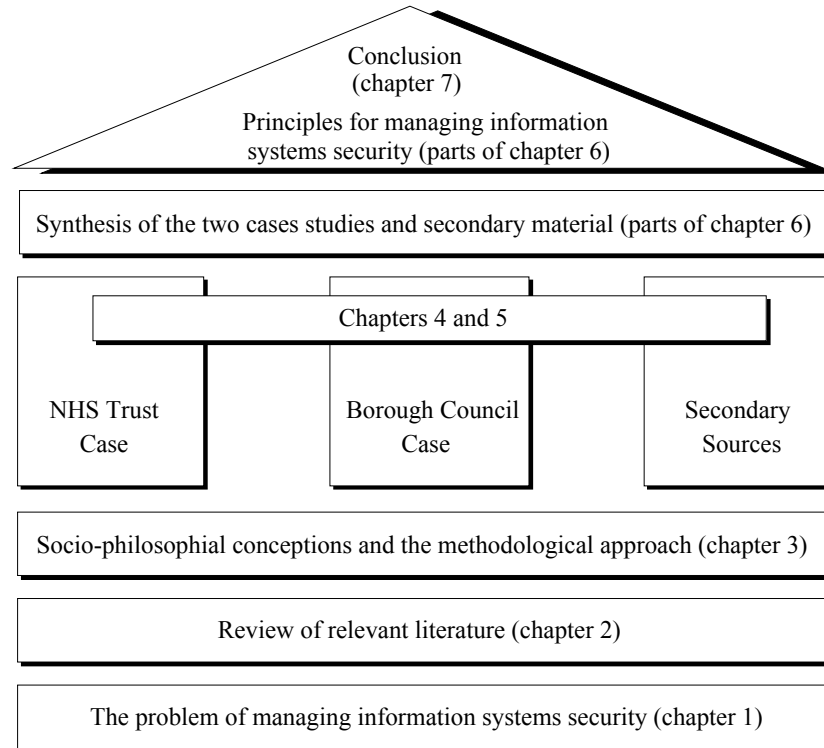 Conclusion
(chapter 7)
Principles for managing information
systems security (parts of chapter 6)
Synthesis of the two cases studies and secondary material (parts of chapter 6)
Chapters 4 and 5
NHS Trust
Case
Borough Council
Case
Secondary
Sources
Socio-philosophial conceptions and the methodological approach (chapter 3)
Review of relevant literature (chapter 2)
The problem of managing information systems security (chapter 1)